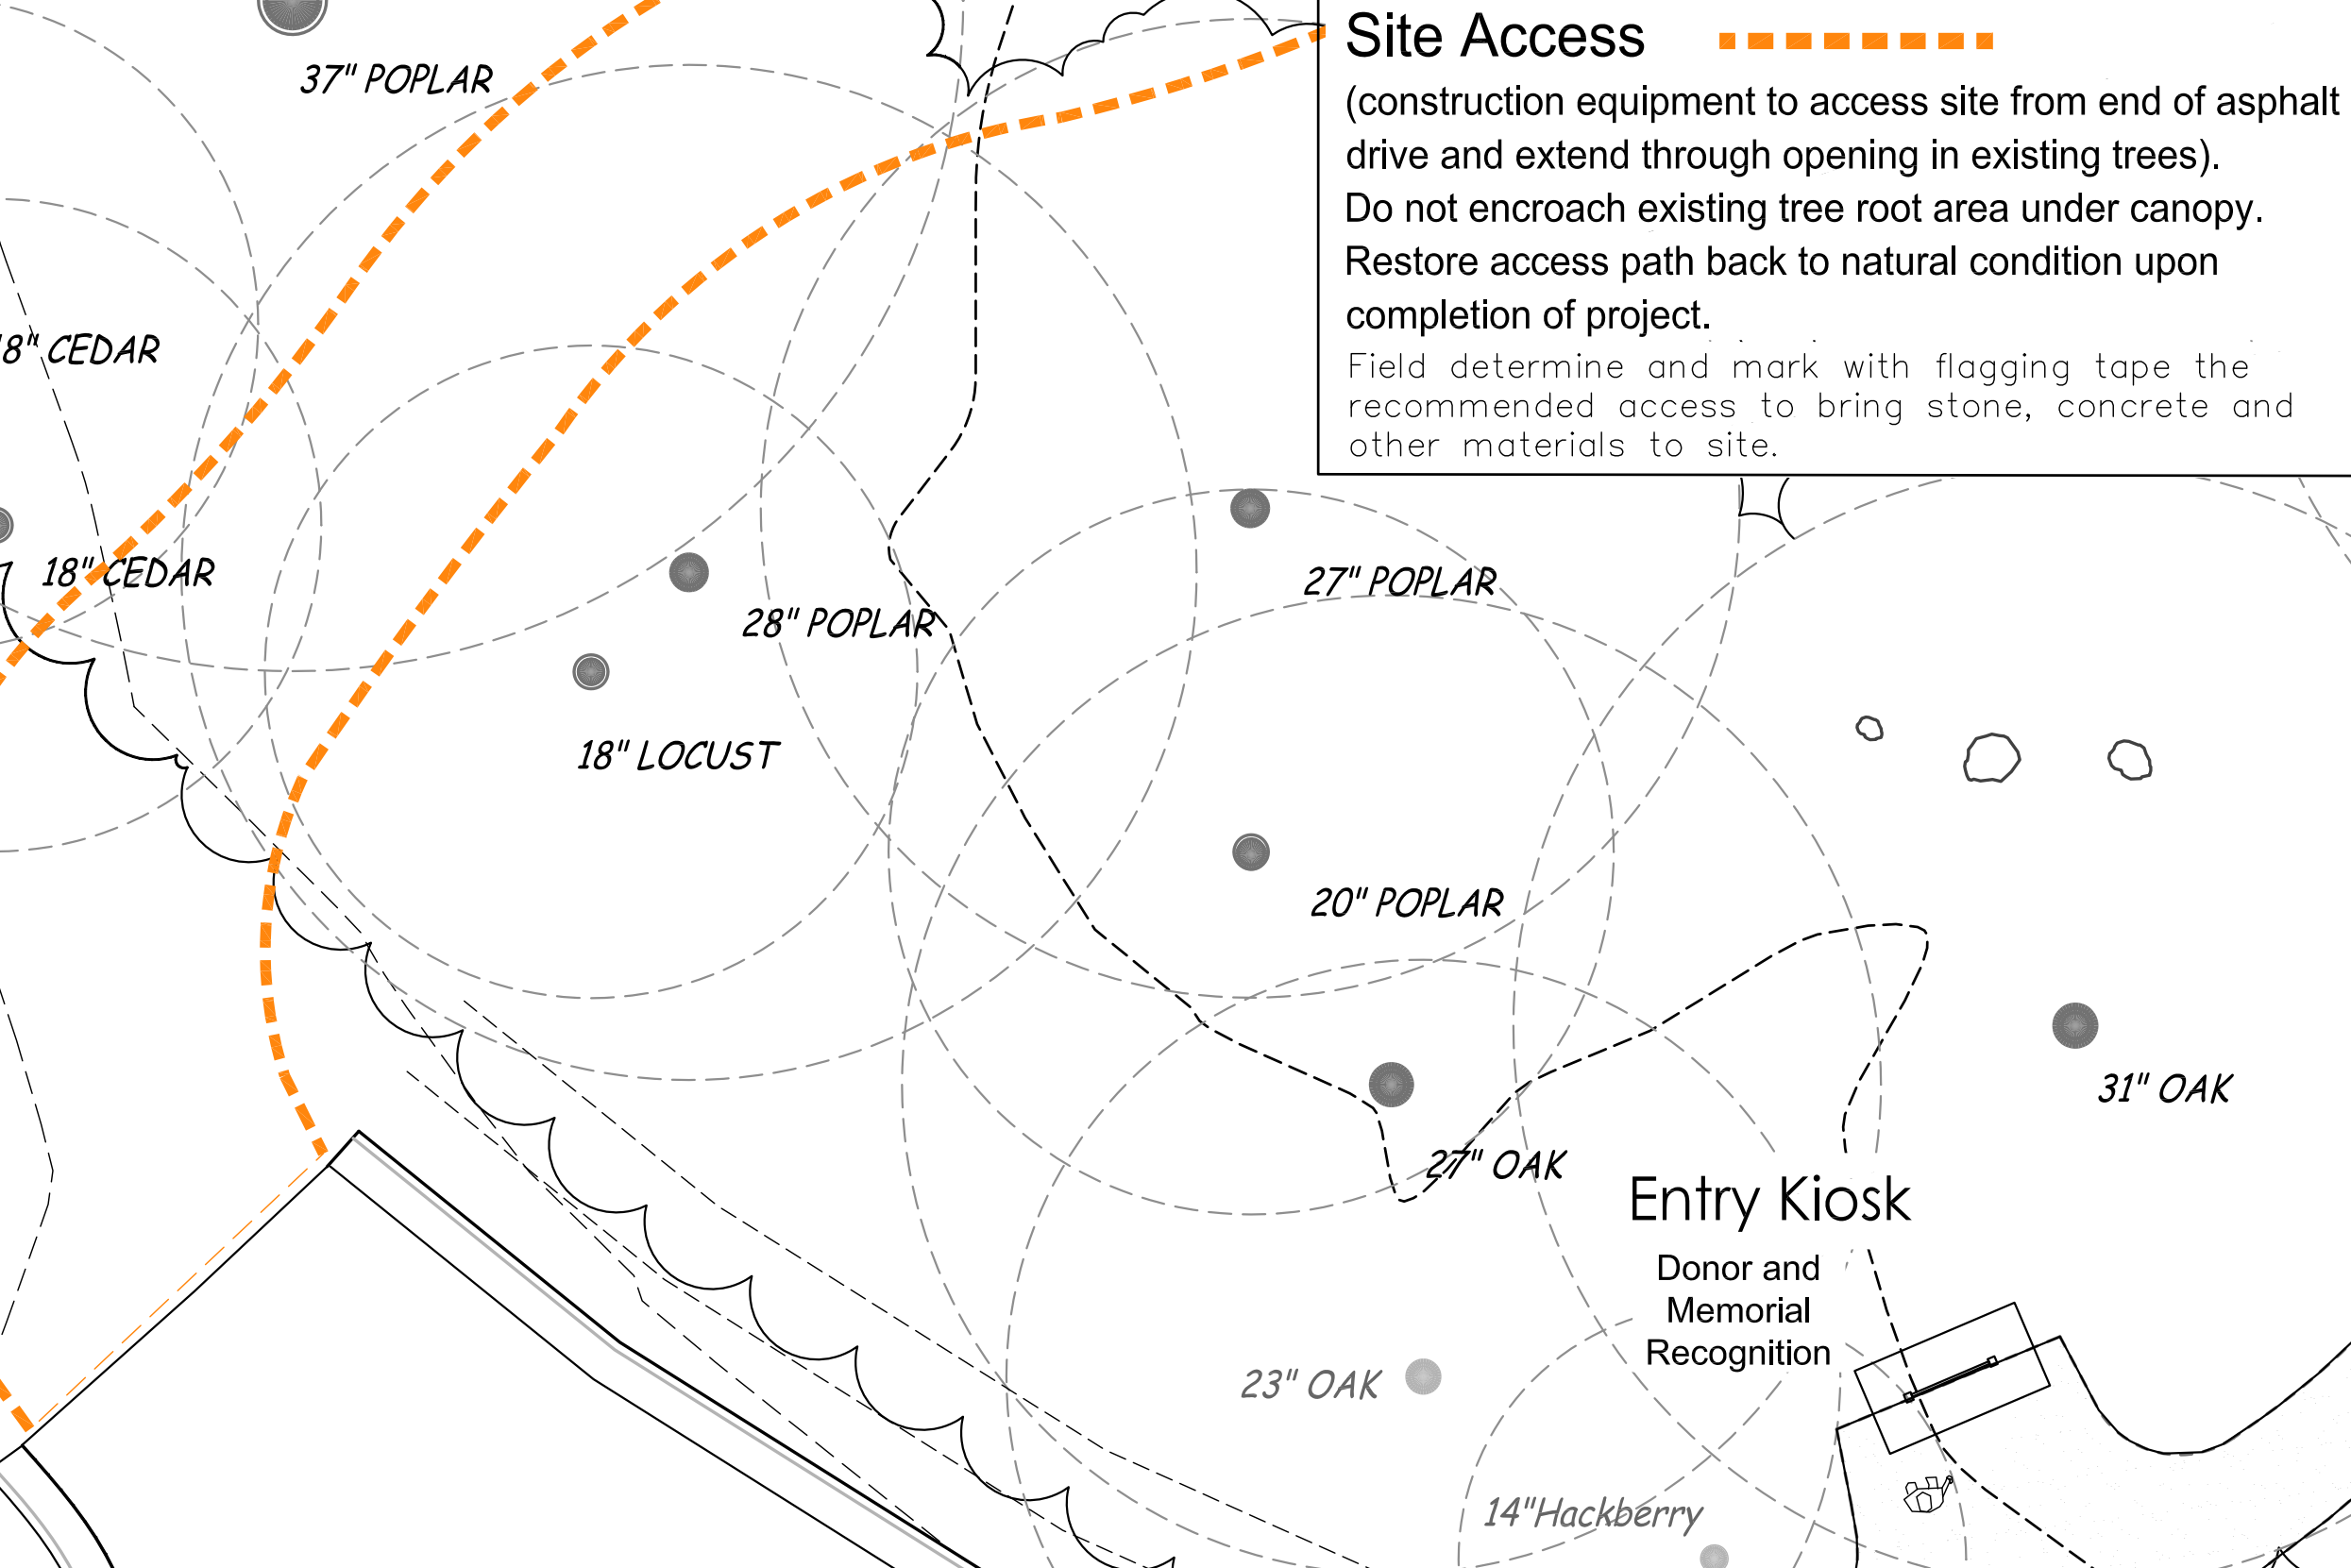 Site Access
(construction equipment to access site from end of asphalt
drive and extend through opening in existing trees).
Do not encroach existing tree root area under canopy.
Restore access path back to natural condition upon
completion of project.
Field determine and mark with flagging tape the
recommended access to bring stone, concrete and
other materials to site.
37" POPLAR
8" CEDAR
18" CEDAR
28" POPLAR
27" POPLAR
18" LOCUST
20" POPLAR
31" OAK
27" OAK
Entry Kiosk
Donor and
Memorial
Recognition
23" OAK
14"Hackberry